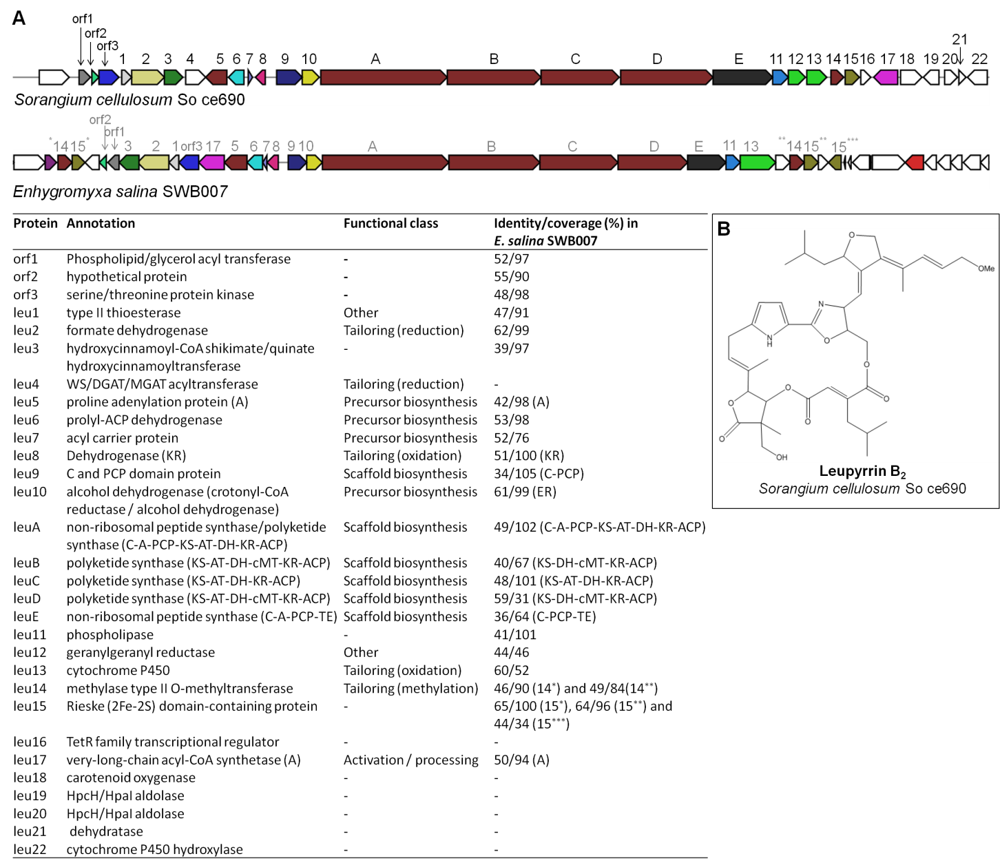 A
orf1
orf2
orf3
1 2 3 4 5 6 7 8 9 10 A B C D E 11 12 13 14 15 16 17 18 19 20 21 22
Sorangium cellulosum So ce690
orf2
orf1
* 14 15 * 3 2 1 orf3 17 5 6 7 8 9 10 A B C D E 11 13 ** 14 15 ** 15 ***
Enhygromyxa salina SWB007
Protein Annotation Functional class Identity/coverage (%) in
E. salina SWB007
orf1 Phospholipid/glycerol acyl transferase - 52/97
orf2 hypothetical protein - 55/90
orf3 serine/threonine protein kinase - 48/98
leu1 type II thioesterase Other 47/91
leu2 formate dehydrogenase Tailoring (reduction) 62/99
leu3 hydroxycinnamoyl-CoA shikimate/quinate - 39/97
hydroxycinnamoyltransferase
leu4 WS/DGAT/MGAT acyltransferase Tailoring (reduction) -
leu5 proline adenylation protein (A) Precursor biosynthesis 42/98 (A)
leu6 prolyl-ACP dehydrogenase Precursor biosynthesis 53/98
leu7 acyl carrier protein Precursor biosynthesis 52/76
leu8 Dehydrogenase (KR) Tailoring (oxidation) 51/100 (KR)
leu9 C and PCP domain protein Scaffold biosynthesis 34/105 (C-PCP)
leu10 alcohol dehydrogenase (crotonyl-CoA Precursor biosynthesis 61/99 (ER)
reductase / alcohol dehydrogenase)
leuA non-ribosomal peptide synthase/polyketide Scaffold biosynthesis 49/102 (C-A-PCP-KS-AT-DH-KR-ACP)
synthase (C-A-PCP-KS-AT-DH-KR-ACP)
leuB polyketide synthase (KS-AT-DH-cMT-KR-ACP) Scaffold biosynthesis 40/67 (KS-DH-cMT-KR-ACP)
leuC polyketide synthase (KS-AT-DH-KR-ACP) Scaffold biosynthesis 48/101 (KS-AT-DH-KR-ACP)
leuD polyketide synthase (KS-AT-DH-cMT-KR-ACP) Scaffold biosynthesis 59/31 (KS-DH-cMT-KR-ACP)
leuE non-ribosomal peptide synthase (C-A-PCP-TE) Scaffold biosynthesis 36/64 (C-PCP-TE)
leu11 phospholipase - 41/101
leu12 geranylgeranyl reductase Other 44/46
leu13 cytochrome P450 Tailoring (oxidation) 60/52
leu14 methylase type II O-methyltransferase Tailoring (methylation) 46/90 (14*) and 49/84(14**)
leu15 Rieske (2Fe-2S) domain-containing protein - 65/100 (15*), 64/96 (15**) and
44/34 (15***)
leu16 TetR family transcriptional regulator - -
leu17 very-long-chain acyl-CoA synthetase (A) Activation / processing 50/94 (A)
leu18 carotenoid oxygenase - -
leu19 HpcH/HpaI aldolase - -
leu20 HpcH/HpaI aldolase - -
leu21 dehydratase - -
leu22 cytochrome P450 hydroxylase - -
B
O
OMe
N
N
H
O
O
O
O
O
O
O
OH
Leupyrrin B2
Sorangium cellulosum So ce690